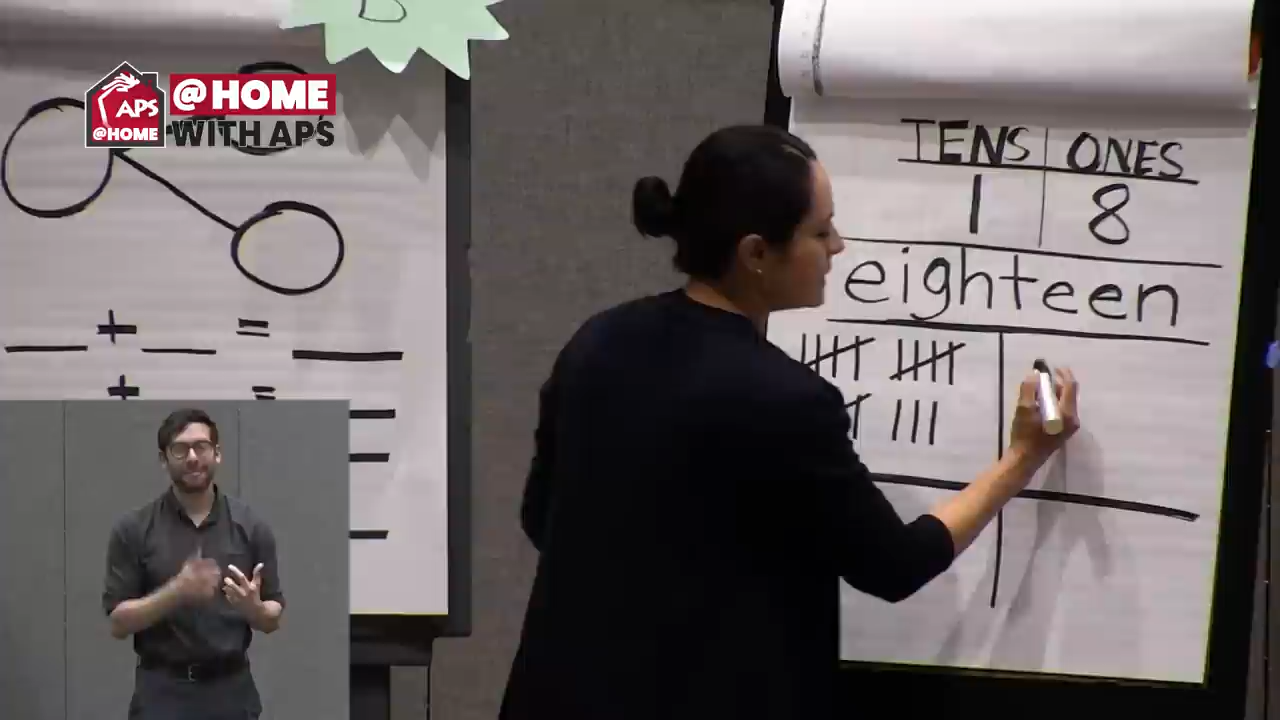 B
APS
@HOME
@HOME
WITH APS
+ =
+ =
TENS ONES
1 8
eighteen